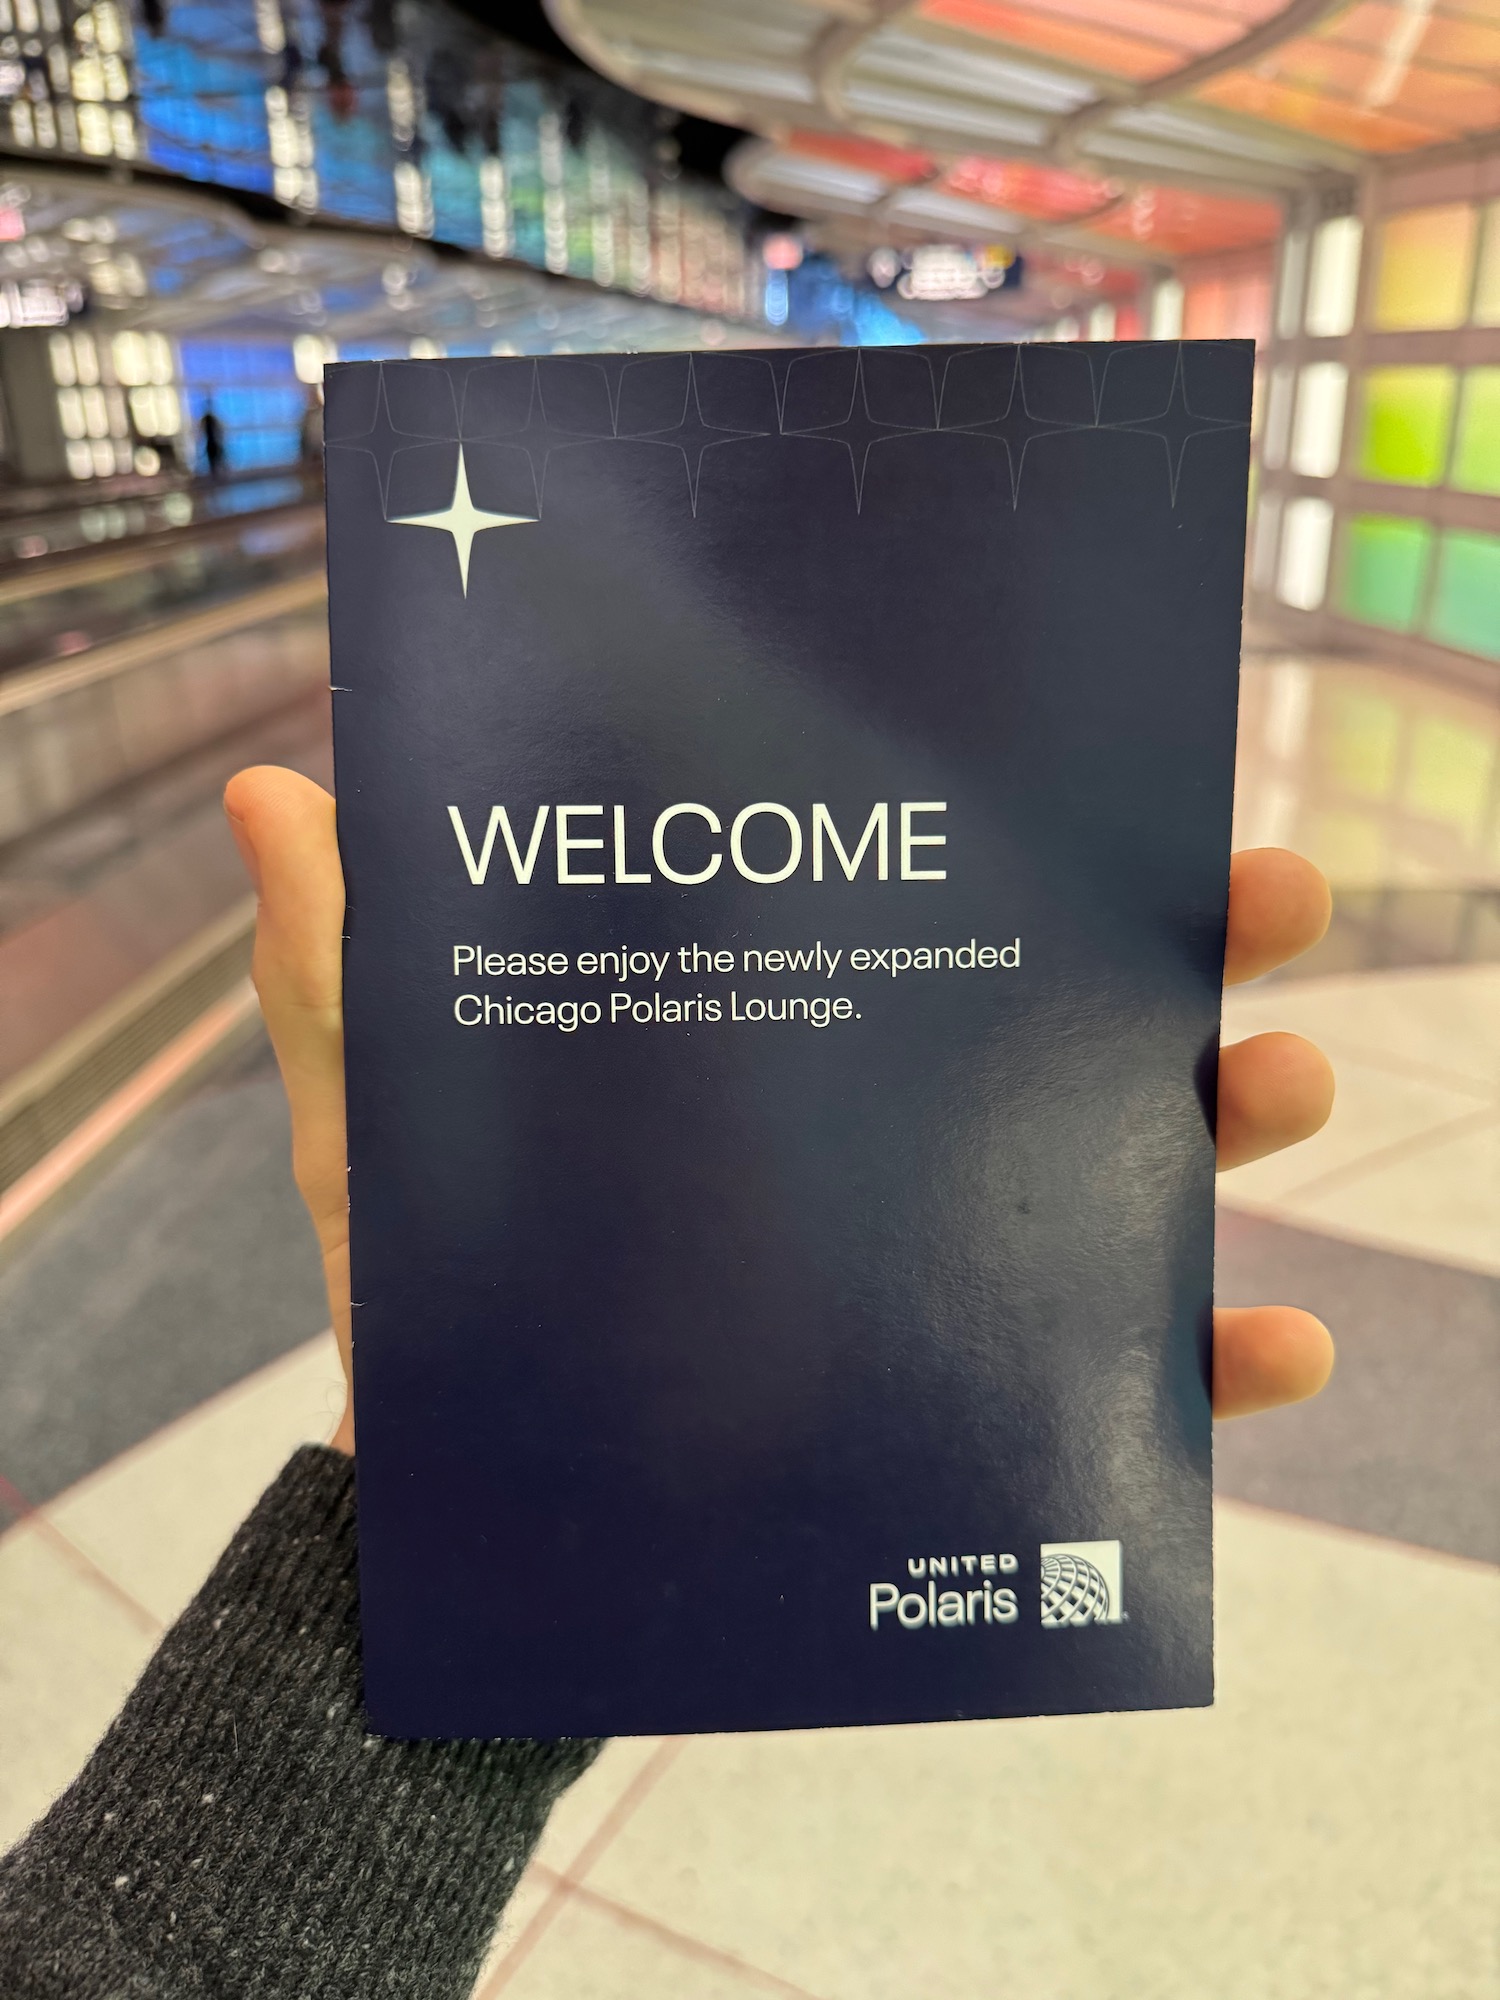 WELCOME
Please enjoy the newly expanded
Chicago Polaris Lounge.
UNITED
Polaris